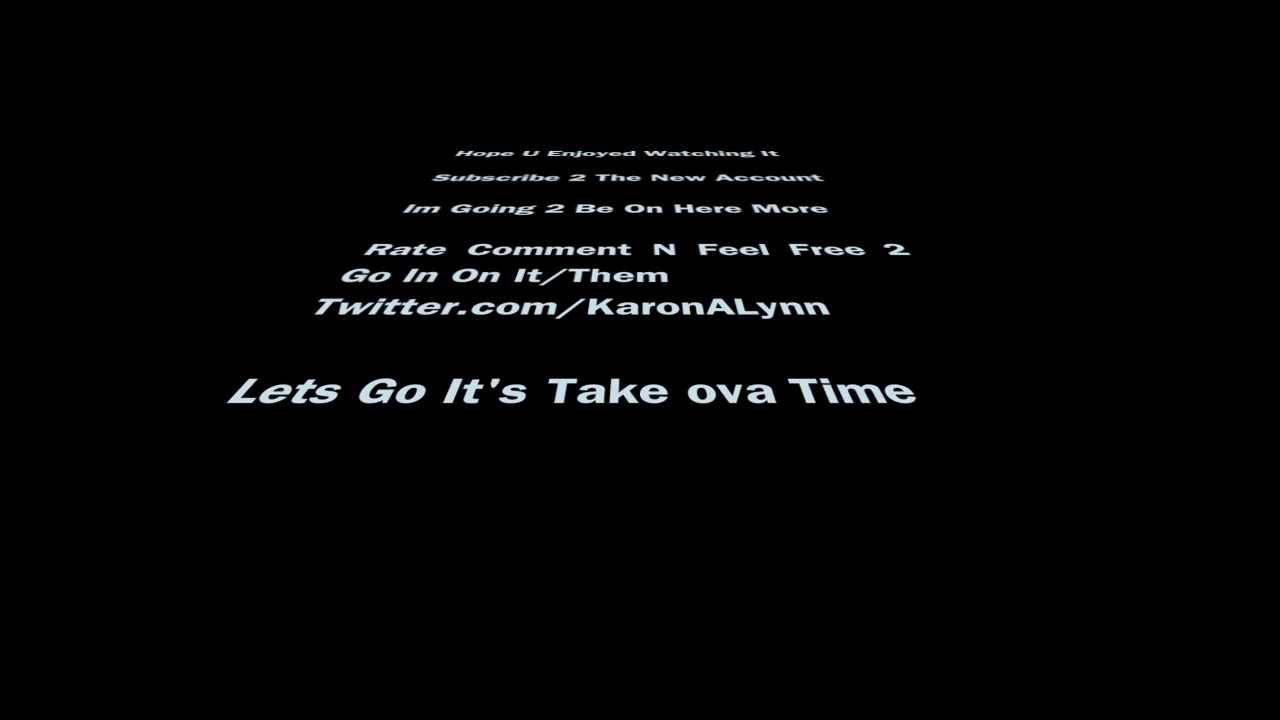 Hope U Enjoyed Watching It
Subscribe 2 The New Account
Im Going 2 Be On Here More
Rate Comment N Feel Free 2
Go In On It/Them
Twitter.com/KaronALynn
Lets Go It's Take ova Time